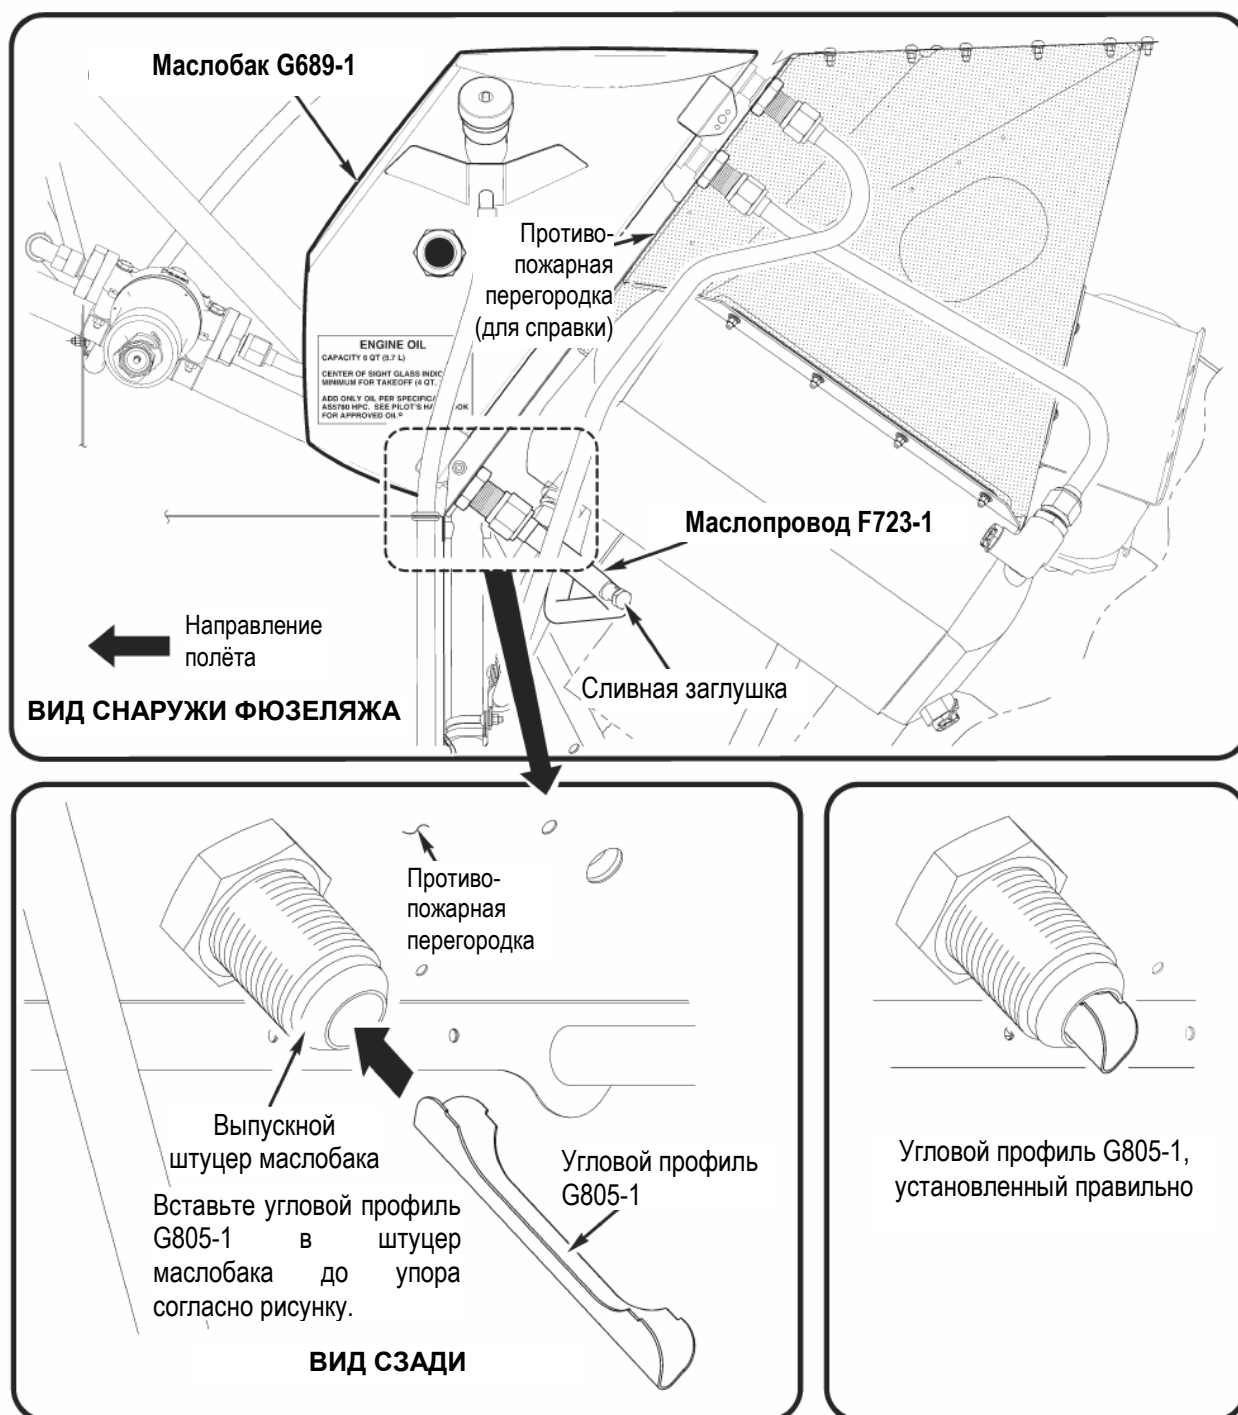 Маслобак G689-1
Противо-
пожарная
перегородка
(для справки)
ENGINE OIL
CAPACITY 6 QT (5.7 L)
CENTER OF SIGHT GLASS INDIC
MINIMUM FOR TAKEOFF (4 QT.
ADD ONLY OIL PER SPECIFICA
AS5780 HPC. SEE PILOT'S HA OOK
FOR APPROVED OIL
Маслопровод F723-1
Направление
полёта
Сливная заглушка
ВИД СНАРУЖИ ФЮЗЕЛЯЖА
Противо-
пожарная
перегородка
Выпускной
штуцер маслобака
Угловой профиль
G805-1
Вставьте угловой профиль
G805-1 в штуцер
маслобака до упора
согласно рисунку.
ВИД СЗАДИ
Угловой профиль G805-1,
установленный правильно